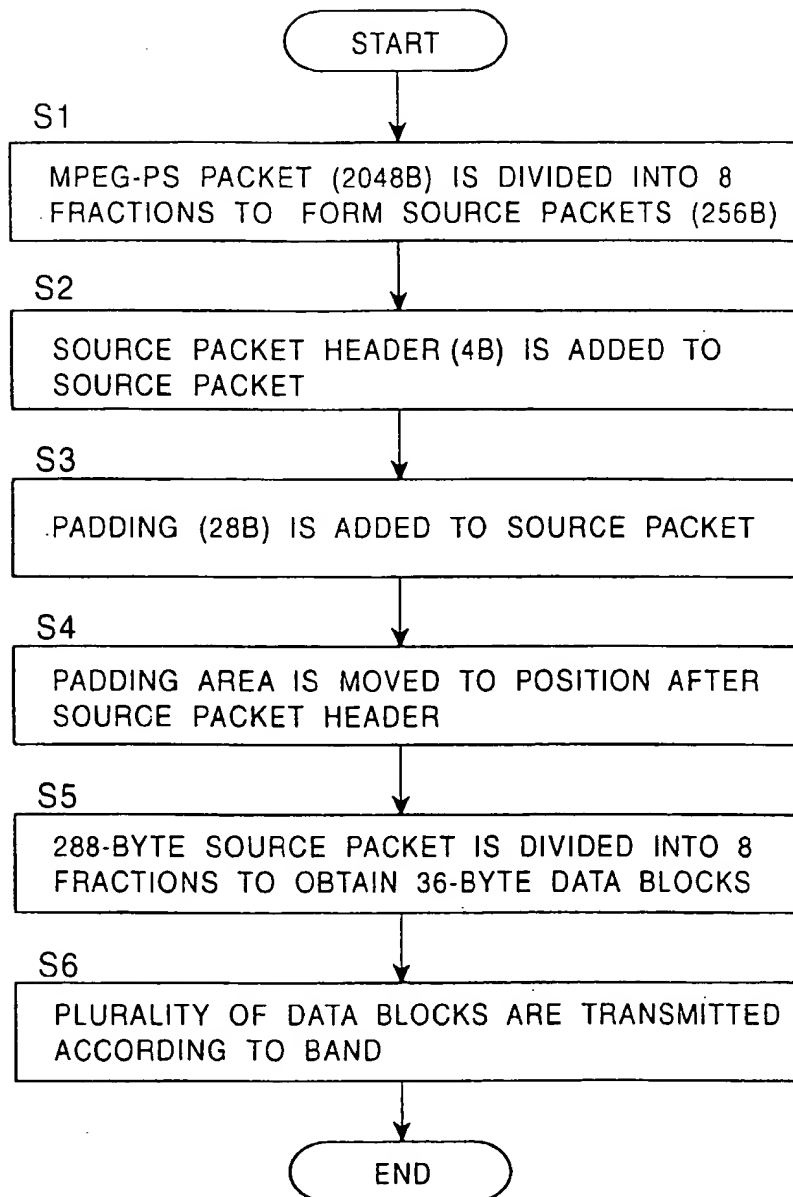 START
S1
MPEG-PS PACKET (2048B) IS DIVIDED INTO 8
FRACTIONS TO FORM SOURCE PACKETS (256B)
S2
SOURCE PACKET HEADER (4B) IS ADDED TO
SOURCE PACKET
S3
PADDING (28B) IS ADDED TO SOURCE PACKET
S4
PADDING AREA IS MOVED TO POSITION AFTER
SOURCE PACKET HEADER
S5
288-BYTE SOURCE PACKET IS DIVIDED INTO 8
FRACTIONS TO OBTAIN 36-BYTE DATA BLOCKS
S6
PLURALITY OF DATA BLOCKS ARE TRANSMITTED
ACCORDING TO BAND
END